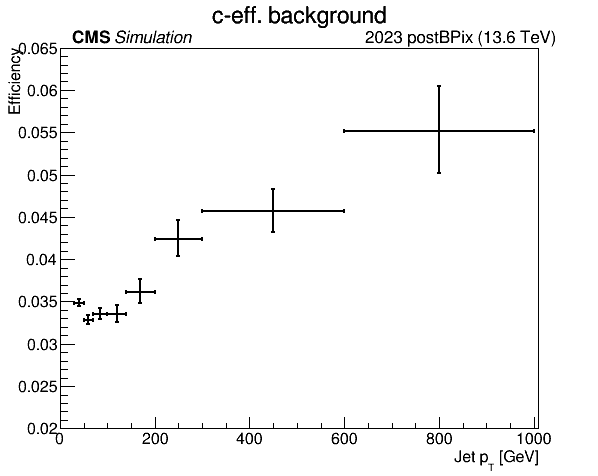 c-eff. background
CMS Simulation 2023 postBPix (13.6 TeV)
Efficiency
0.065
0.06
0.055
0.05
0.045
0.04
0.035
0.03
0.025
0.02
0 200 400 600 800 1000
Jet p_T [GeV]